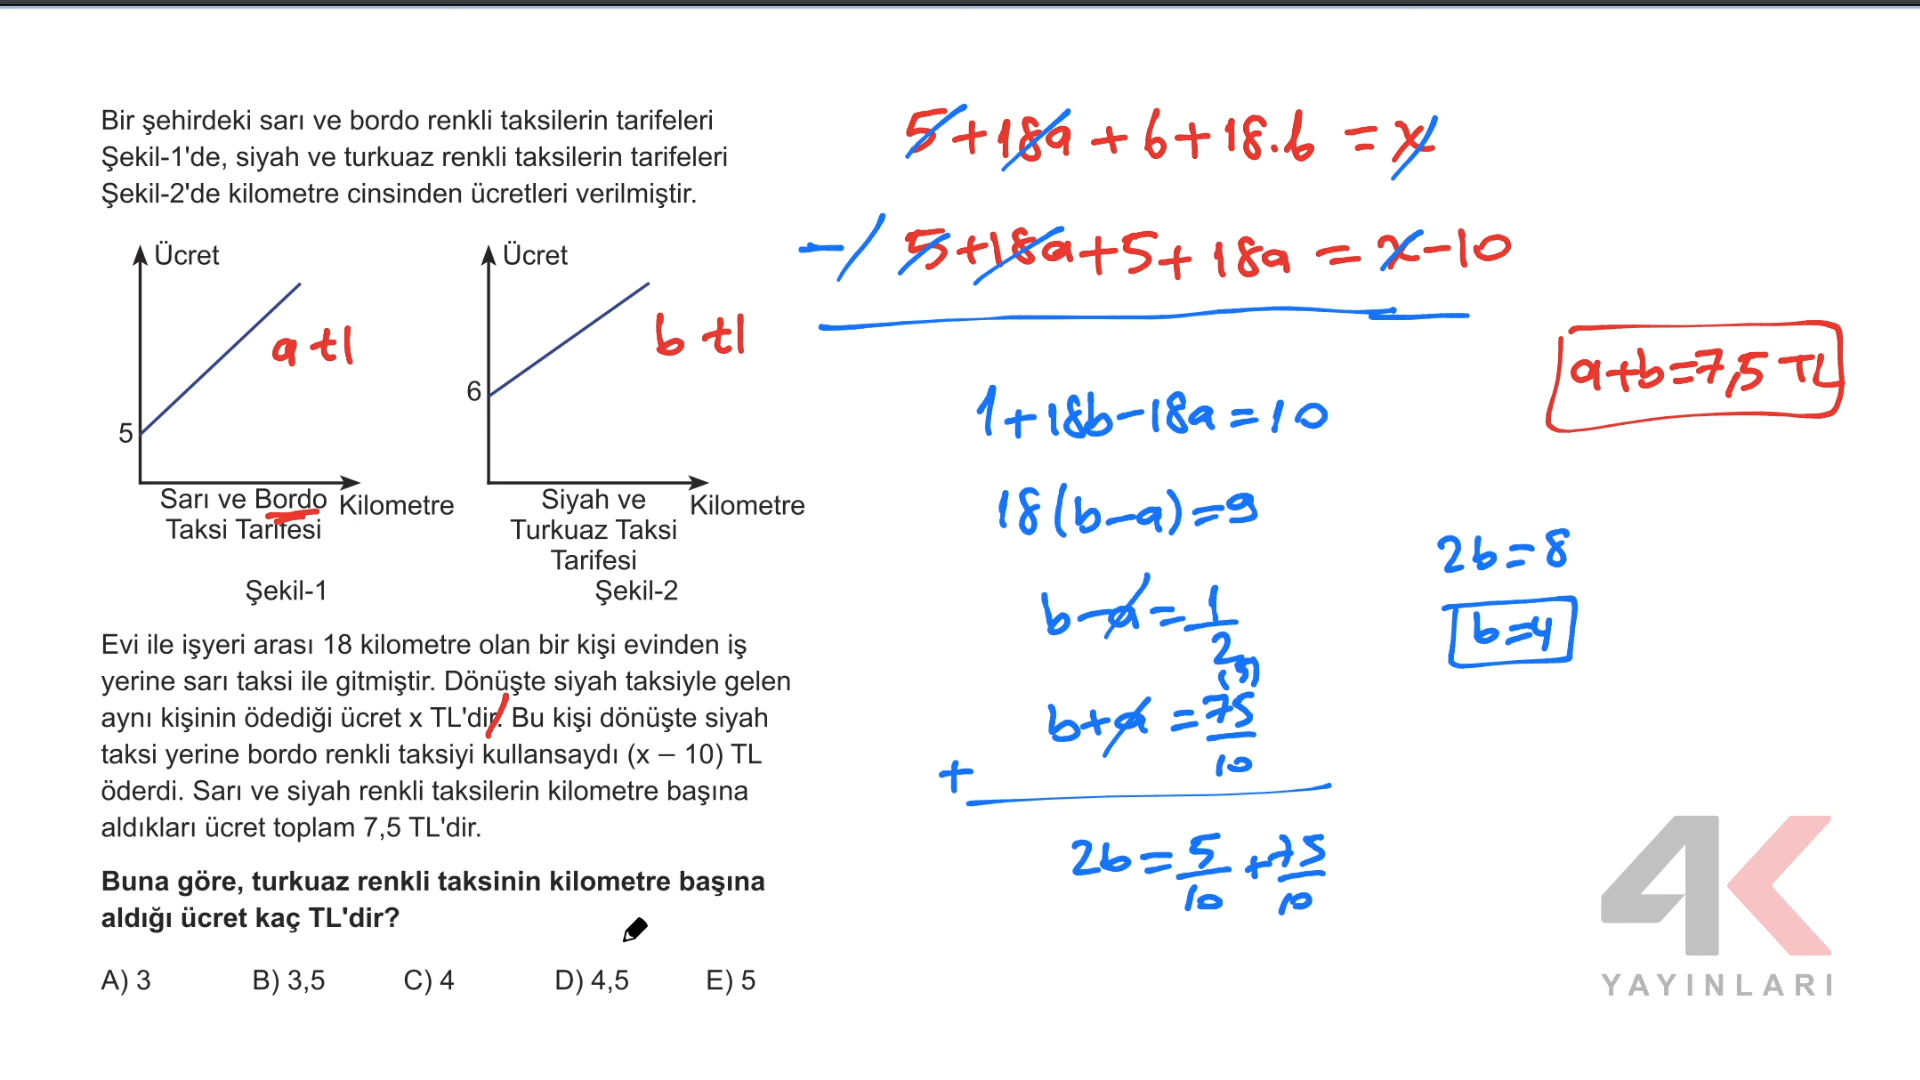 Bir şehirdeki sarı ve bordo renkli taksilerin tarifeleri
Şekil-1'de, siyah ve turkuaz renkli taksilerin tarifeleri
Şekil-2'de kilometre cinsinden ücretleri verilmiştir.
Ücret
a tl
5
Sarı ve Bordo
Taksi Tarifesi
Kilometre
Şekil-1
Ücret
b tl
6
Siyah ve
Turkuaz Taksi
Tarifesi
Kilometre
Şekil-2
Evi ile işyeri arası 18 kilometre olan bir kişi evinden iş
yerine sarı taksi ile gitmiştir. Dönüşte siyah taksiyle gelen
aynı kişinin ödediği ücret x TL'dir. Bu kişi dönüşte siyah
taksi yerine bordo renkli taksiyi kullansaydı (x – 10) TL
öderdi. Sarı ve siyah renkli taksilerin kilometre başına
aldıkları ücret toplam 7,5 TL'dir.
Buna göre, turkuaz renkli taksinin kilometre başına
aldığı ücret kaç TL'dir?
A) 3 B) 3,5 C) 4 D) 4,5 E) 5
5+18a+6+18.b = x
-/ 5+18a+5+18a = x-10
1+18b-18a=10
18(b-a)=9
b-a=1/2
(5)
b+a=75/10
+
2b=5/10+75/10
a+b=7,5 TL
2b=8
b=4
4K
YAYINLARI